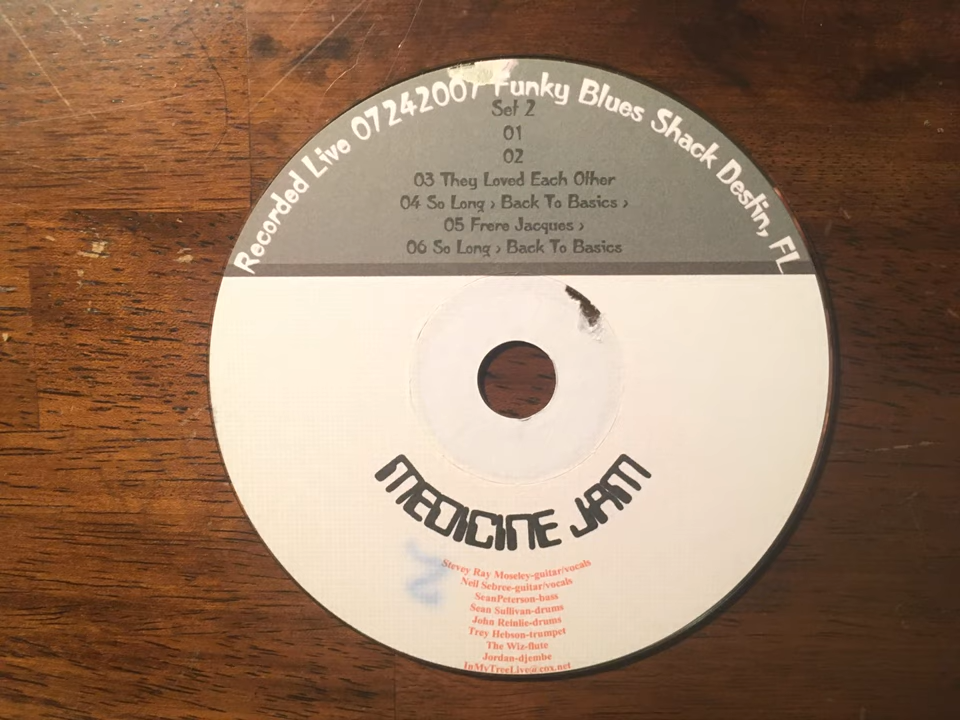 Recorded Live 07242007 Funky Blues Shack Destin, FL
Set 2
01
02
03 They Loved Each Other
04 So Long › Back To Basics ›
05 Frere Jacques ›
06 So Long › Back To Basics
MEDICINE JAM
2
Stevey Ray Moseley-guitar/vocals
Neil Sebree-guitar/vocals
SeanPeterson-bass
Sean Sullivan-drums
John Reinlie-drums
Trey Hebson-trumpet
The Wiz-flute
Jordan-djembe
InMyTreeLive@cox.net